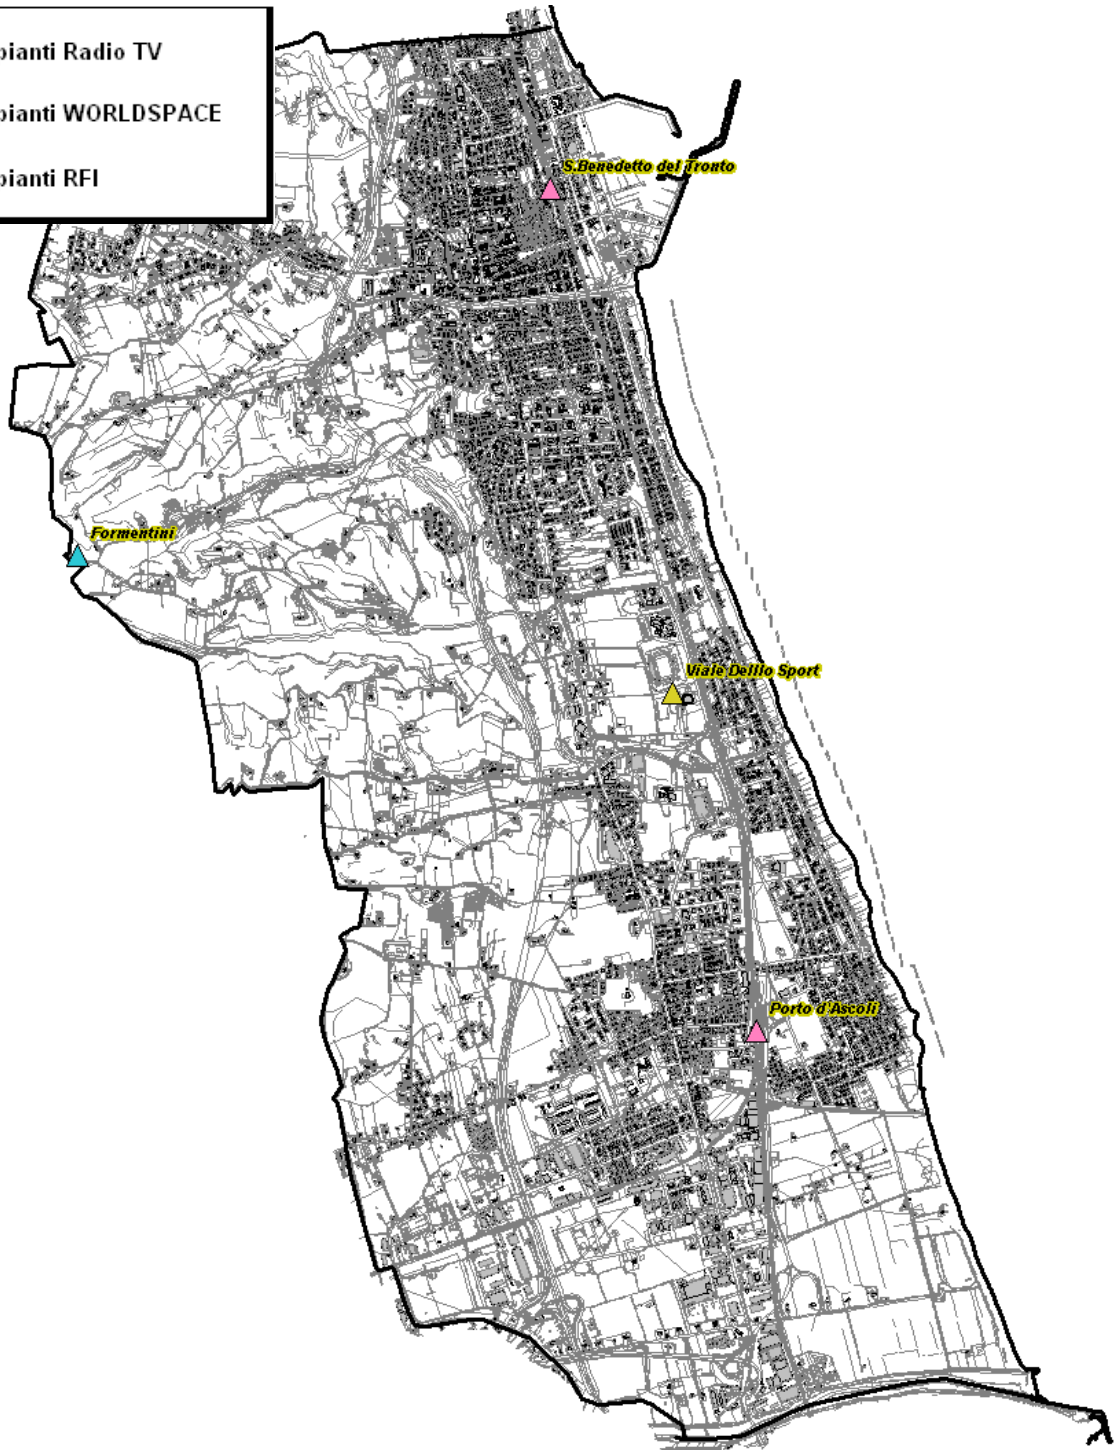 pianti Radio TV
pianti WORLDSPACE
pianti RFI
S.Benedetto del Tronto
Formentini
Viale Dello Sport
Porto d'Ascoli